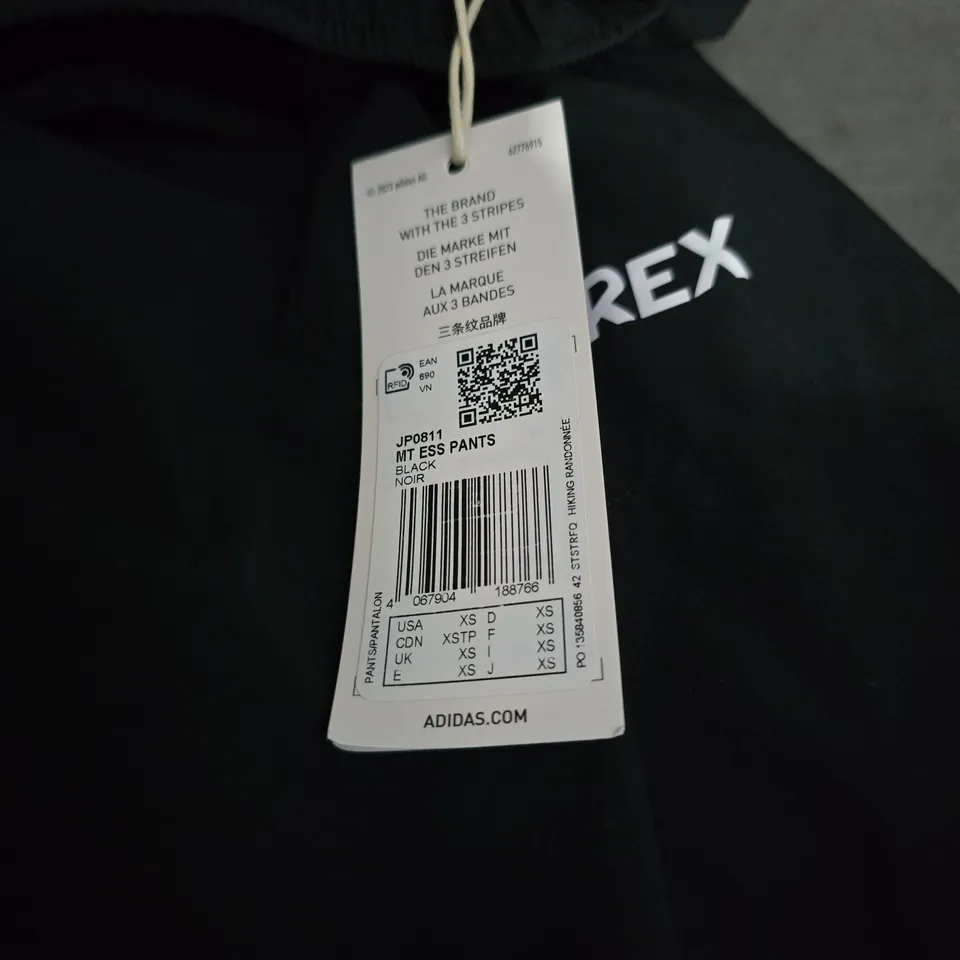 © 2023 adidas AG
62776915
THE BRAND
WITH THE 3 STRIPES
DIE MARKE MIT
DEN 3 STREIFEN
LA MARQUE
AUX 3 BANDES
三条纹品牌
REX
RFID
EAN
690
VN
JP0811
MT ESS PANTS
BLACK
NOIR
4 067904 188766
USA XS D XS
CDN XSTP F XS
UK XS I XS
E XS J XS
PANTS/PANTALON
PO 135840856 42 STSTRFQ HIKING RANDONNÉE
ADIDAS.COM